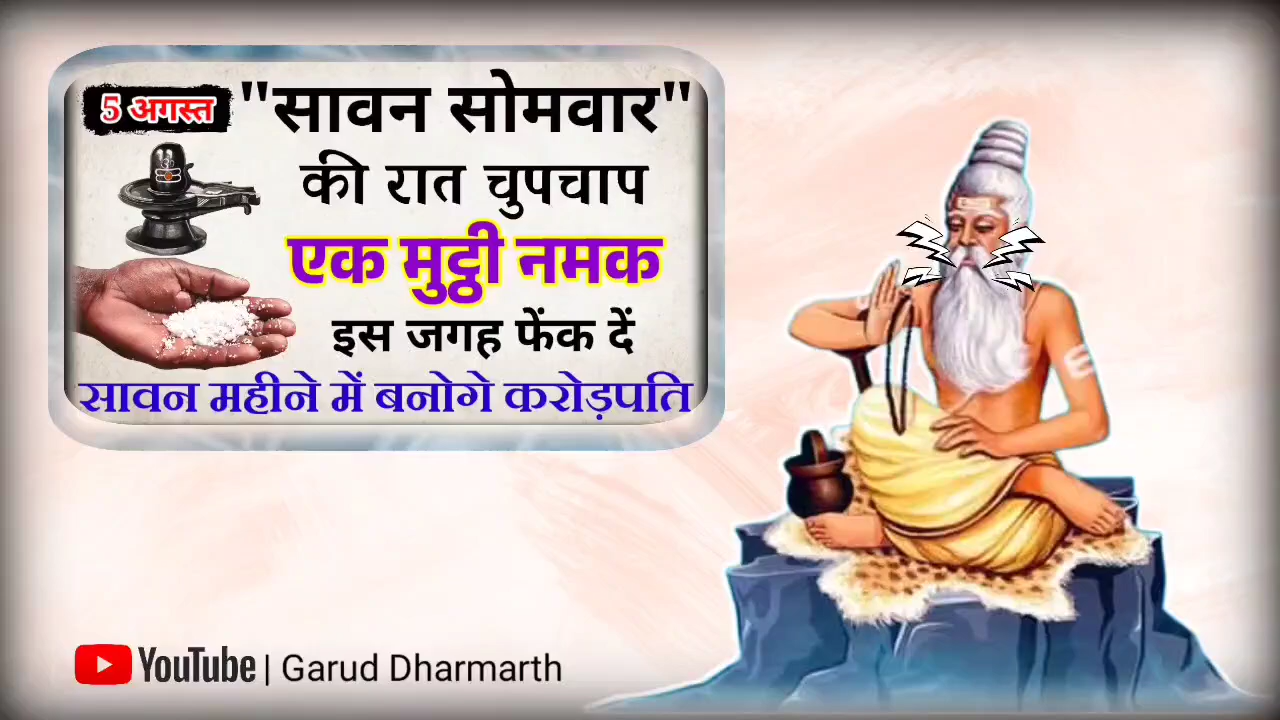 5 अगस्त "सावन सोमवार"
की रात चुपचाप
एक मुट्ठी नमक
इस जगह फेंक दें
सावन महीने में बनोगे करोड़पति
YouTube | Garud Dharmarth